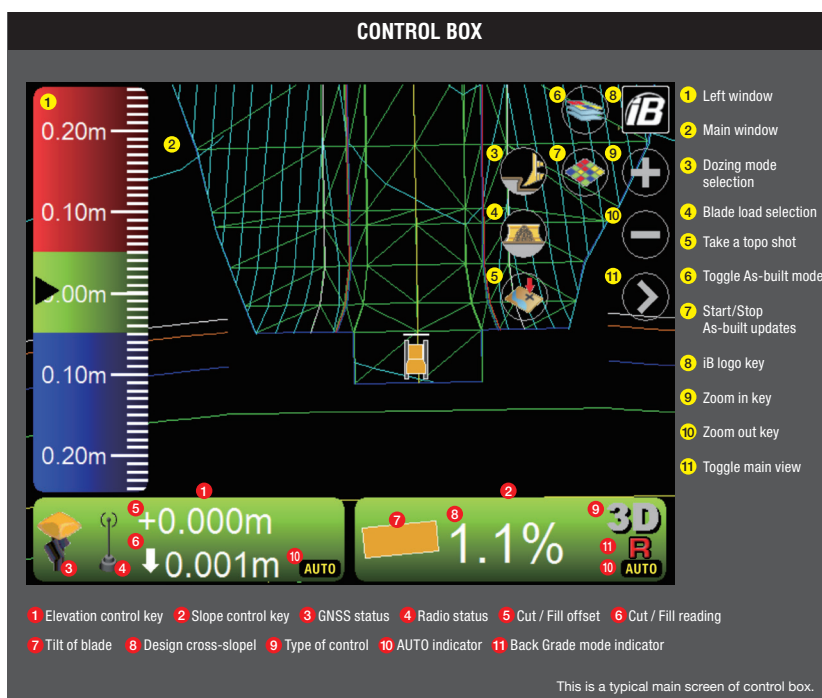 CONTROL BOX
1
0.20m
0.10m
0.00m
0.10m
0.20m
2
6
8
iB
3
7
9
4
10
5
11
1 Left window
2 Main window
3 Dozing mode
selection
4 Blade load selection
5 Take a topo shot
6 Toggle As-built mode
7 Start/Stop
As-built updates
8 iB logo key
9 Zoom in key
10 Zoom out key
11 Toggle main view
1
5 +0.000m
6 0.001m
3
4
10 AUTO
2
7
8 1.1%
9 3D
11 R
10 AUTO
1 Elevation control key 2 Slope control key 3 GNSS status 4 Radio status 5 Cut / Fill offset 6 Cut / Fill reading
7 Tilt of blade 8 Design cross-slopel 9 Type of control 10 AUTO indicator 11 Back Grade mode indicator
This is a typical main screen of control box.